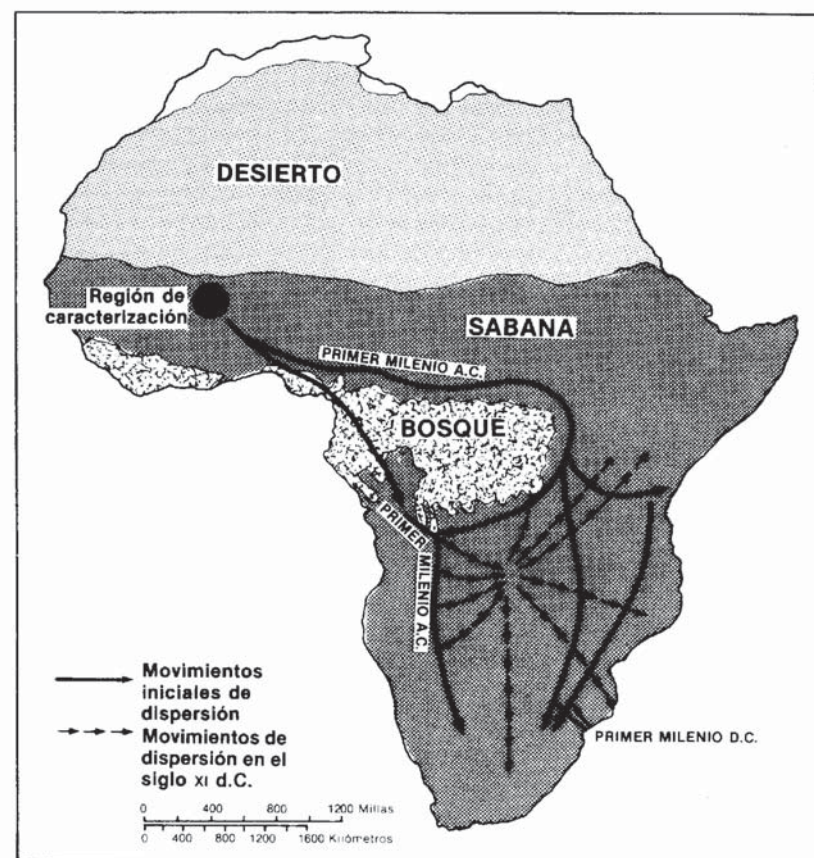 DESIERTO
Región de
caracterización
SABANA
PRIMER MILENIO A.C.
BOSQUE
PRIMER MILENIO A.C.
PRIMER MILENIO D.C.
Movimientos
iniciales de
dispersión
Movimientos de
dispersión en el
siglo XI d.C.
0 400 800 1200 Millas
0 400 800 1200 1600 Kilómetros